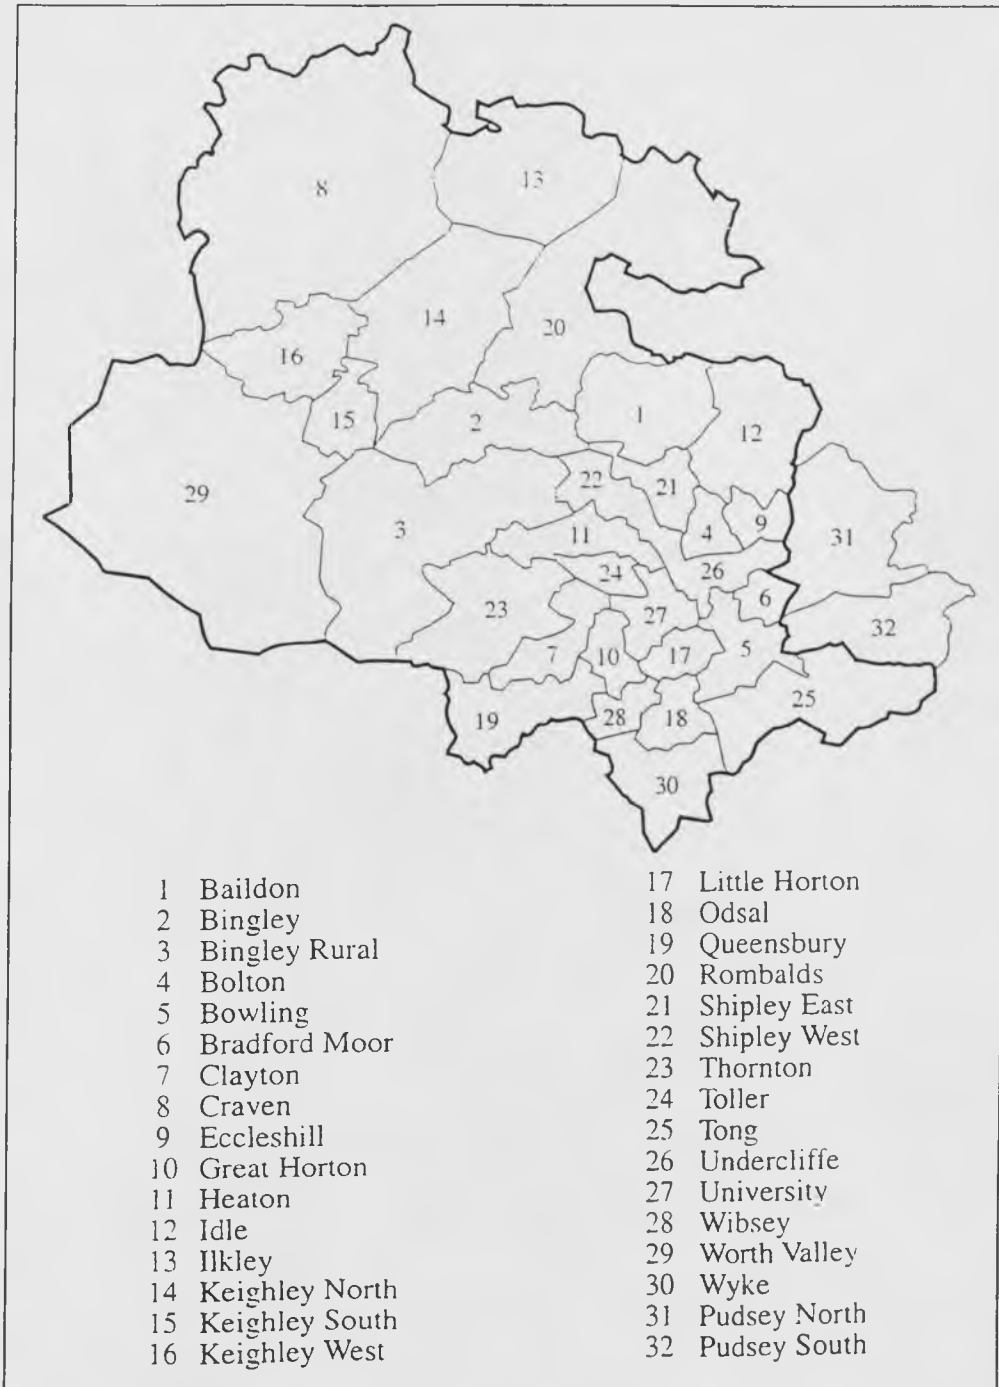 8
13
14
20
16
15
2
1
12
29
22
21
3
11
4
9
31
24
26
23
6
27
32
7
10
17
5
25
19
28
18
30
1 Baildon
2 Bingley
3 Bingley Rural
4 Bolton
5 Bowling
6 Bradford Moor
7 Clayton
8 Craven
9 Eccleshill
10 Great Horton
11 Heaton
12 Idle
13 Ilkley
14 Keighley North
15 Keighley South
16 Keighley West
17 Little Horton
18 Odsal
19 Queensbury
20 Rombalds
21 Shipley East
22 Shipley West
23 Thornton
24 Toller
25 Tong
26 Undercliffe
27 University
28 Wibsey
29 Worth Valley
30 Wyke
31 Pudsey North
32 Pudsey South